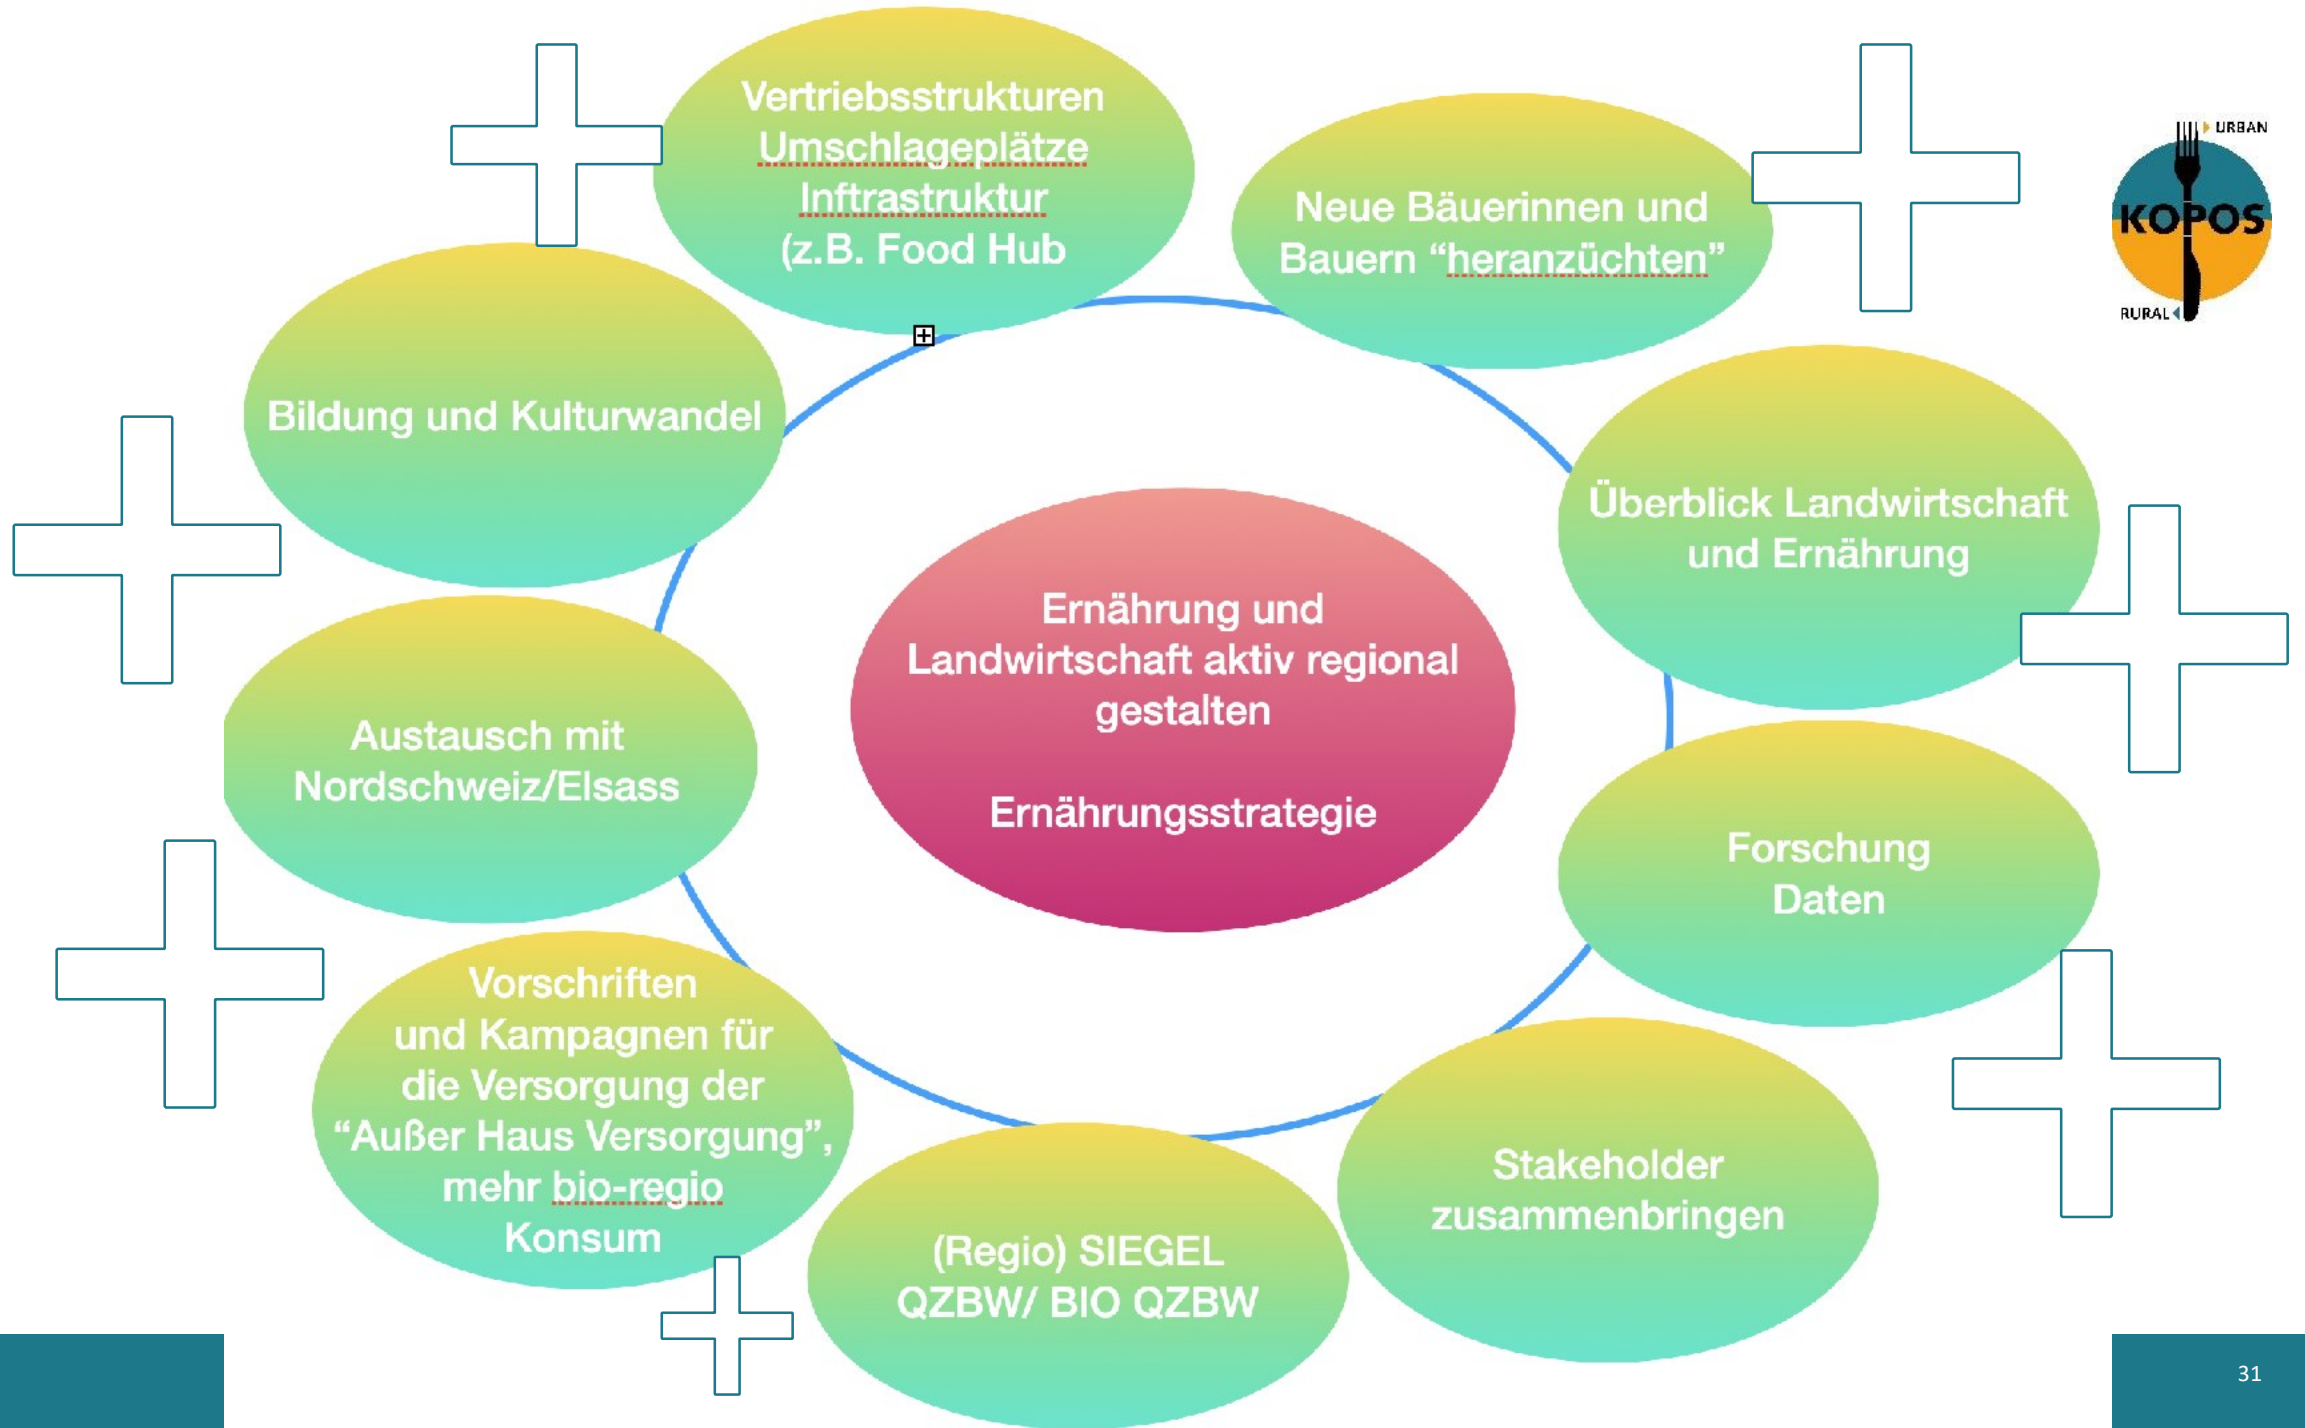 Vertriebsstrukturen
Umschlageplätze
Inftrastruktur
(z.B. Food Hub
Neue Bäuerinnen und
Bauern “heranzüchten”
URBAN
KOPOS
RURAL
Bildung und Kulturwandel
Überblick Landwirtschaft
und Ernährung
Ernährung und
Landwirtschaft aktiv regional
gestalten
Ernährungsstrategie
Austausch mit
Nordschweiz/Elsass
Forschung
Daten
Vorschriften
und Kampagnen für
die Versorgung der
“Außer Haus Versorgung”,
mehr bio-regio
Konsum
Stakeholder
zusammenbringen
(Regio) SIEGEL
QZBW/ BIO QZBW
31